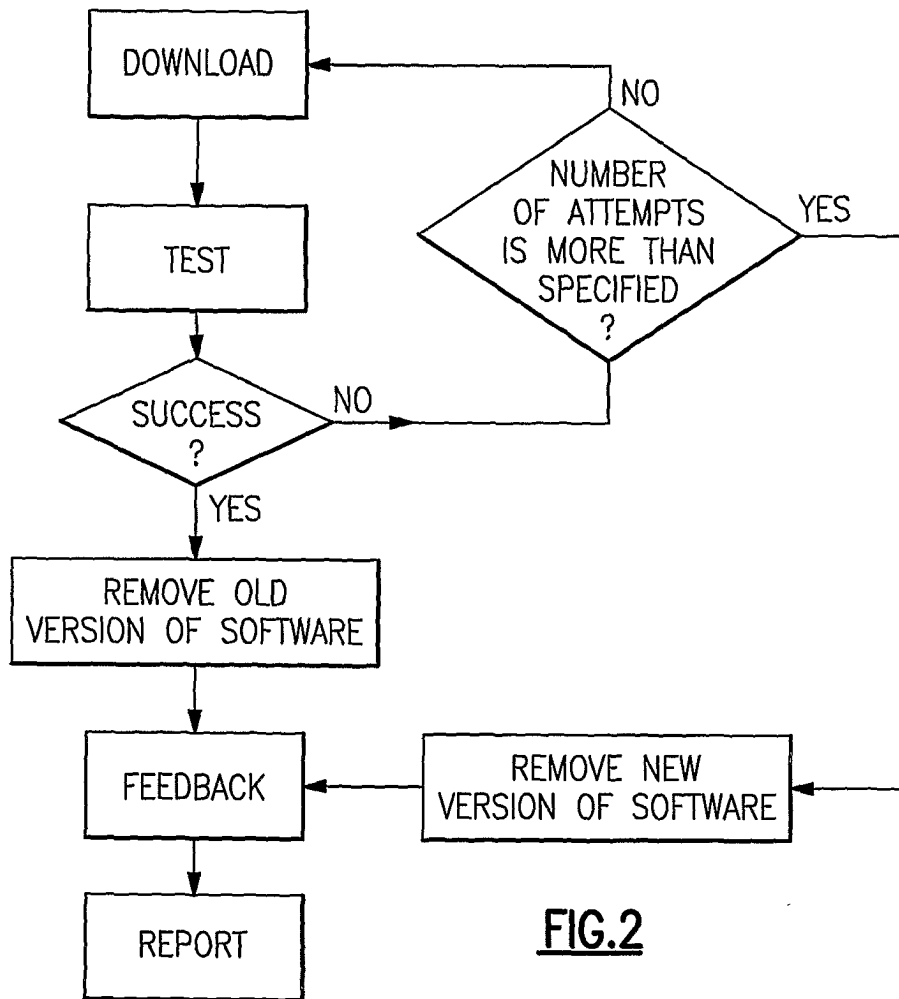 DOWNLOAD
NO
NUMBER
OF ATTEMPTS
IS MORE THAN
SPECIFIED
?
YES
TEST
SUCCESS
?
NO
YES
REMOVE OLD
VERSION OF SOFTWARE
FEEDBACK
REMOVE NEW
VERSION OF SOFTWARE
REPORT
FIG.2